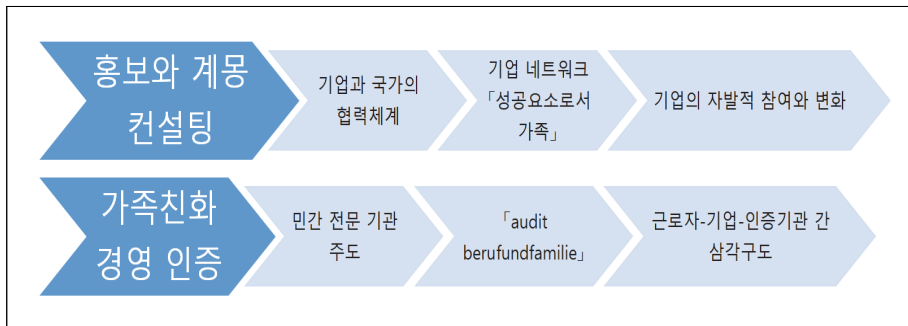 홍보와 계몽
컨설팅
기업과 국가의
협력체계
기업 네트워크
「성공요소로서
가족」
기업의 자발적 참여와 변화
가족친화
경영 인증
민간 전문 기관
주도
「audit
berufundfamilie」
근로자-기업-인증기관 간
삼각구도